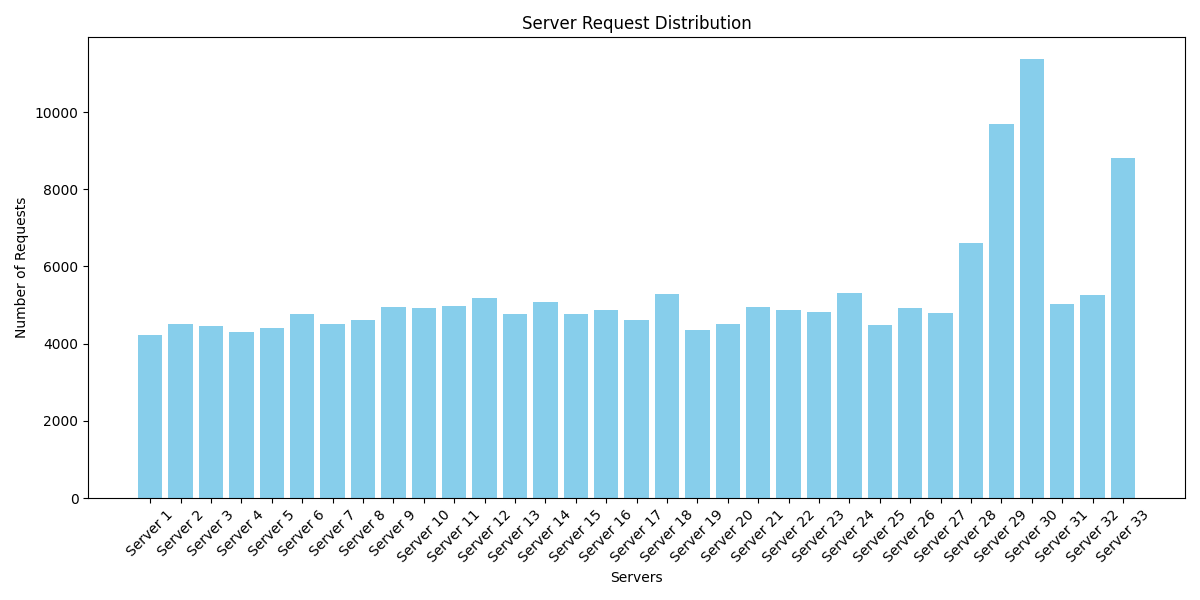 Server Request Distribution
Number of Requests
10000
8000
6000
4000
2000
0
Server 1
Server 2
Server 3
Server 4
Server 5
Server 6
Server 7
Server 8
Server 9
Server 10
Server 11
Server 12
Server 13
Server 14
Server 15
Server 16
Server 17
Server 18
Server 19
Server 20
Server 21
Server 22
Server 23
Server 24
Server 25
Server 26
Server 27
Server 28
Server 29
Server 30
Server 31
Server 32
Server 33
Servers